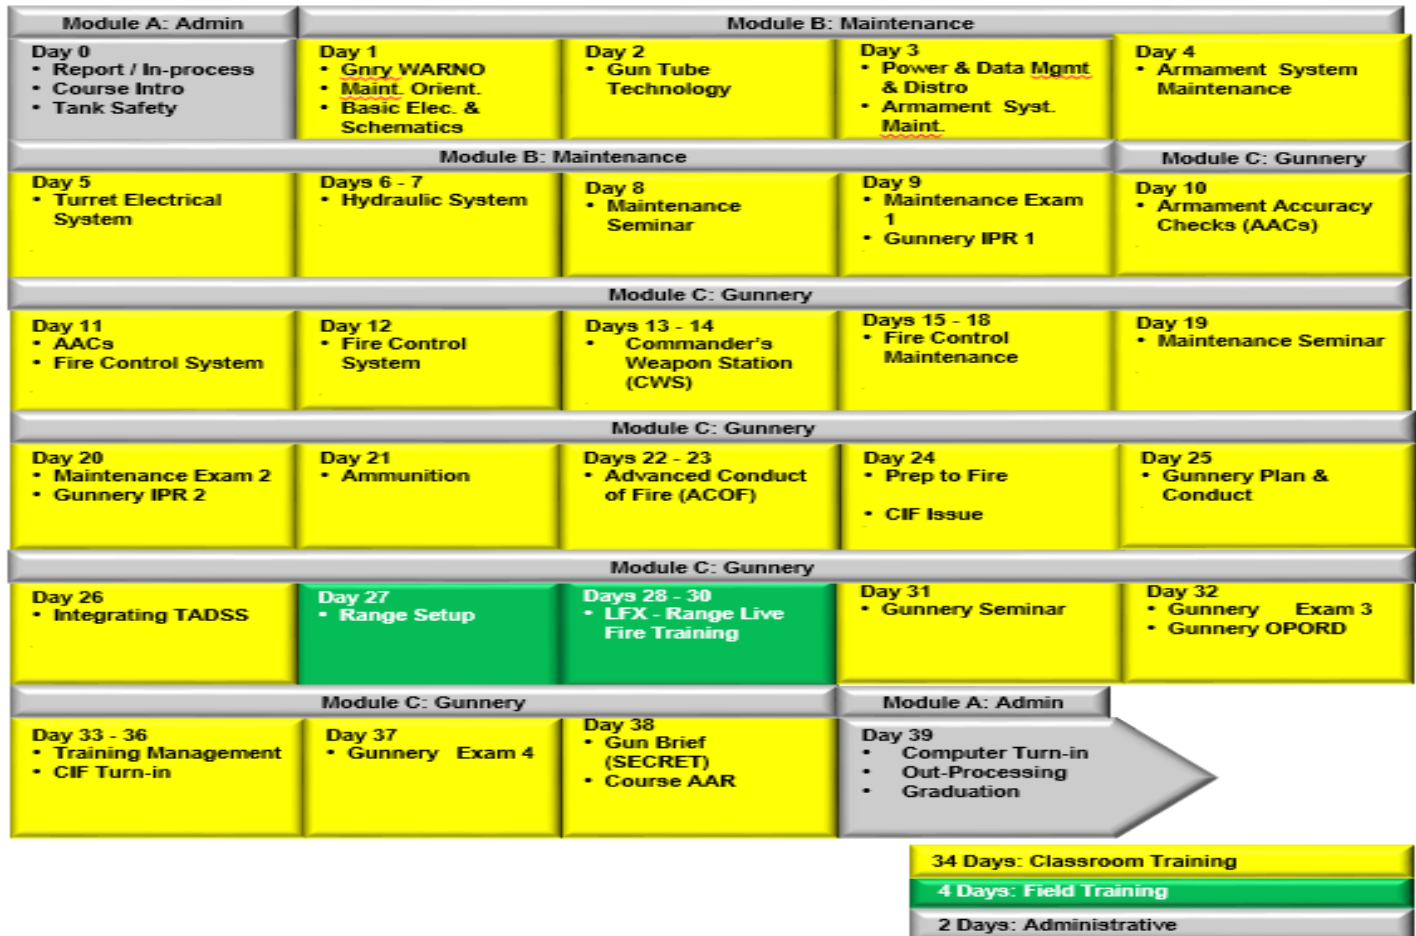 Module A: Admin
Module B: Maintenance
Day 0
• Report / In-process
• Course Intro
• Tank Safety
Day 1
• Gnry WARNO
• Maint. Orient.
• Basic Elec. &
Schematics
Day 2
• Gun Tube
Technology
Day 3
• Power & Data Mgmt
& Distro
• Armament Syst.
Maint.
Day 4
• Armament System
Maintenance
Module B: Maintenance
Module C: Gunnery
Day 5
• Turret Electrical
System
Days 6 - 7
• Hydraulic System
Day 8
• Maintenance
Seminar
Day 9
• Maintenance Exam
1
• Gunnery IPR 1
Day 10
• Armament Accuracy
Checks (AACs)
Module C: Gunnery
Day 11
• AACs
• Fire Control System
Day 12
• Fire Control
System
Days 13 - 14
• Commander's
Weapon Station
(CWS)
Days 15 - 18
• Fire Control
Maintenance
Day 19
• Maintenance Seminar
Module C: Gunnery
Day 20
• Maintenance Exam 2
• Gunnery IPR 2
Day 21
• Ammunition
Days 22 - 23
• Advanced Conduct
of Fire (ACOF)
Day 24
• Prep to Fire
• CIF Issue
Day 25
• Gunnery Plan &
Conduct
Module C: Gunnery
Day 26
• Integrating TADSS
Day 27
• Range Setup
Days 28 - 30
• LFX - Range Live
Fire Training
Day 31
• Gunnery Seminar
Day 32
• Gunnery Exam 3
• Gunnery OPORD
Module C: Gunnery
Module A: Admin
Day 33 - 36
• Training Management
• CIF Turn-in
Day 37
• Gunnery Exam 4
Day 38
• Gun Brief
(SECRET)
• Course AAR
Day 39
• Computer Turn-in
• Out-Processing
• Graduation
34 Days: Classroom Training
4 Days: Field Training
2 Days: Administrative